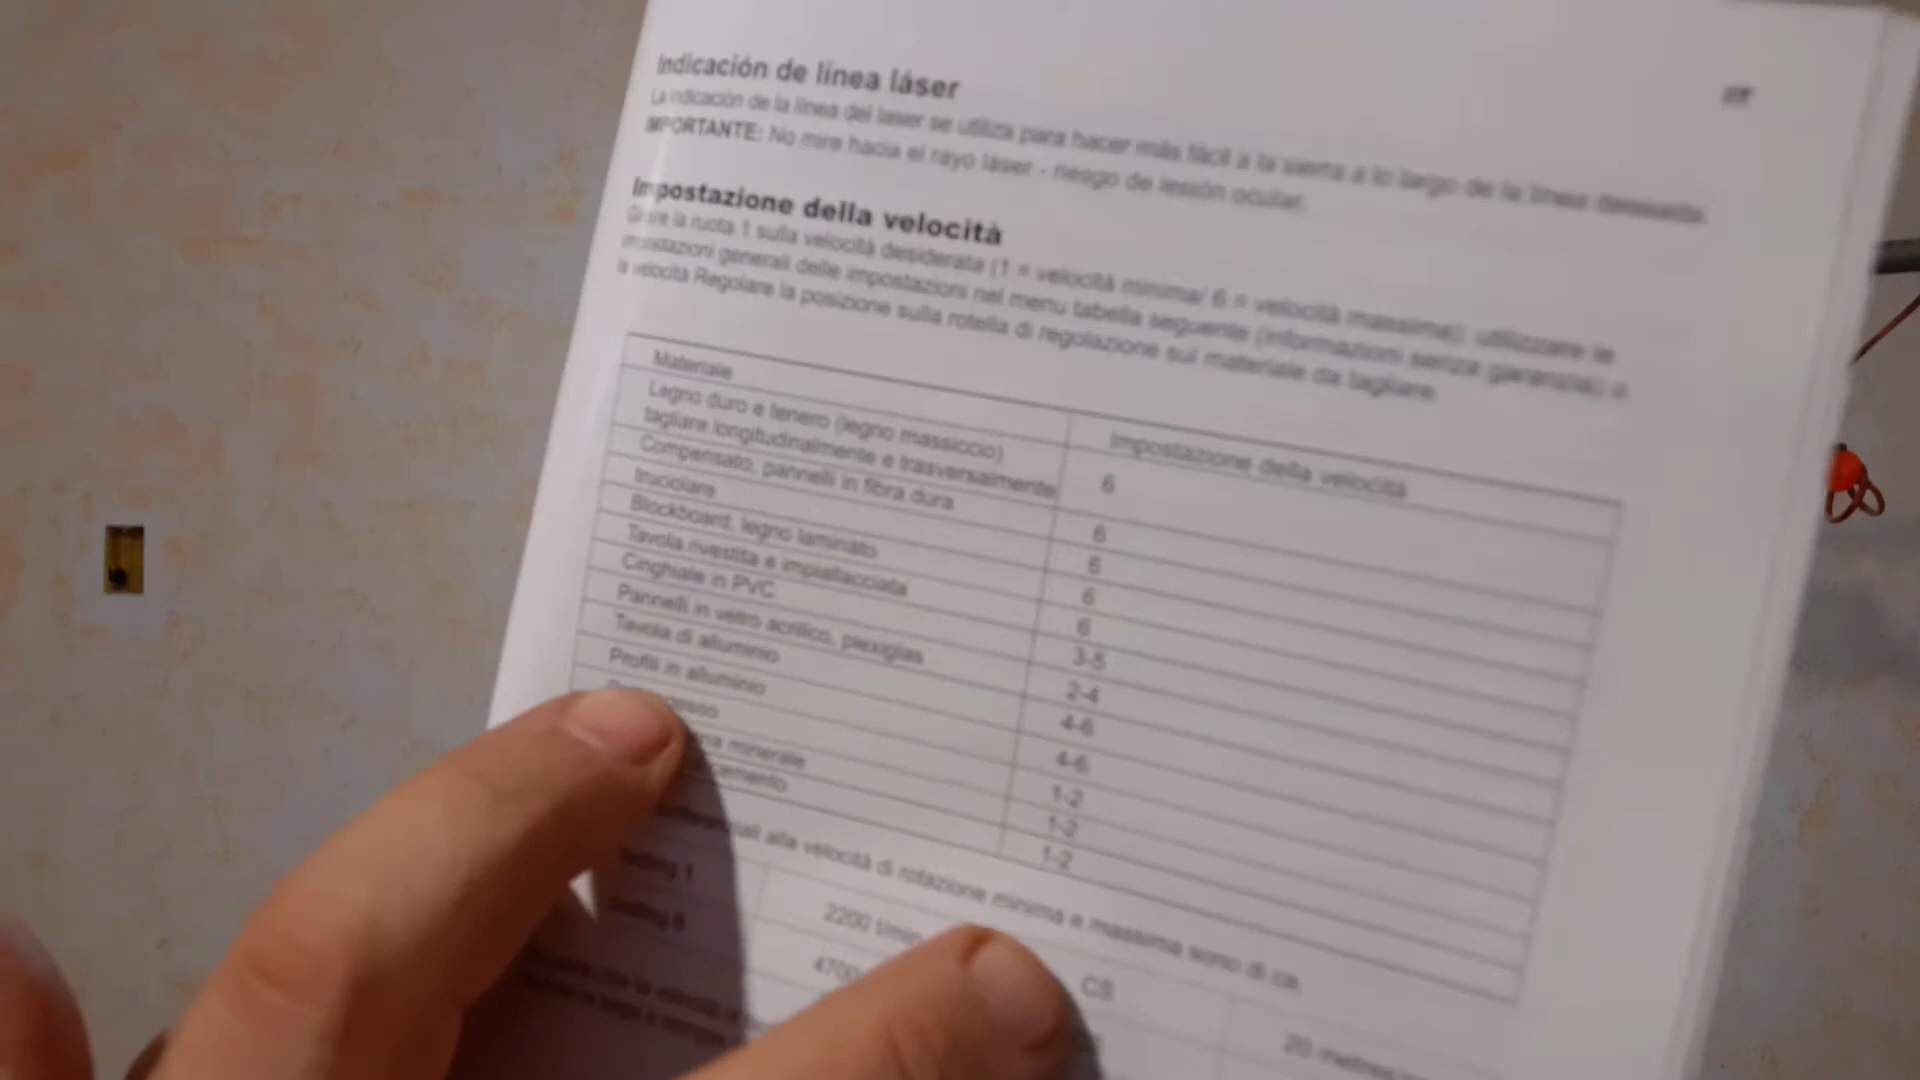 Indicación de línea láser
La indicación de la línea del laser se utiliza para hacer más fácil a la sierra a lo largo de la línea deseada.
IMPORTANTE: No mire hacia el rayo láser - riesgo de lesión ocular.
Impostazione della velocità
la ruota 1 sulla velocità desiderata (1 = velocità minima/ 6 = velocità massima): utilizzare le
impostazioni generali delle impostazioni nel menu tabella seguente (informazioni senza garanzia) o
la velocità Regolare la posizione sulla rotella di regolazione sul materiale da tagliare.
Materiale
Impostazione della velocità
Legno duro e tenero (legno massiccio)
tagliare longitudinalmente e trasversalmente
6
Compensato, pannelli in fibra dura
6
truciolare
6
Blockboard, legno laminato
6
Tavola rivestita e impiallacciata
6
Cinghiale in PVC
3-5
Pannelli in vetro acrilico, plexiglas
2-4
Tavola di alluminio
4-6
Profili in alluminio
4-6
1-2
minerale
1-2
cemento
1-2
alla velocità di rotazione minima e massima sono di ca.
Setting 1
2200
CS
20
Setting 6
4700